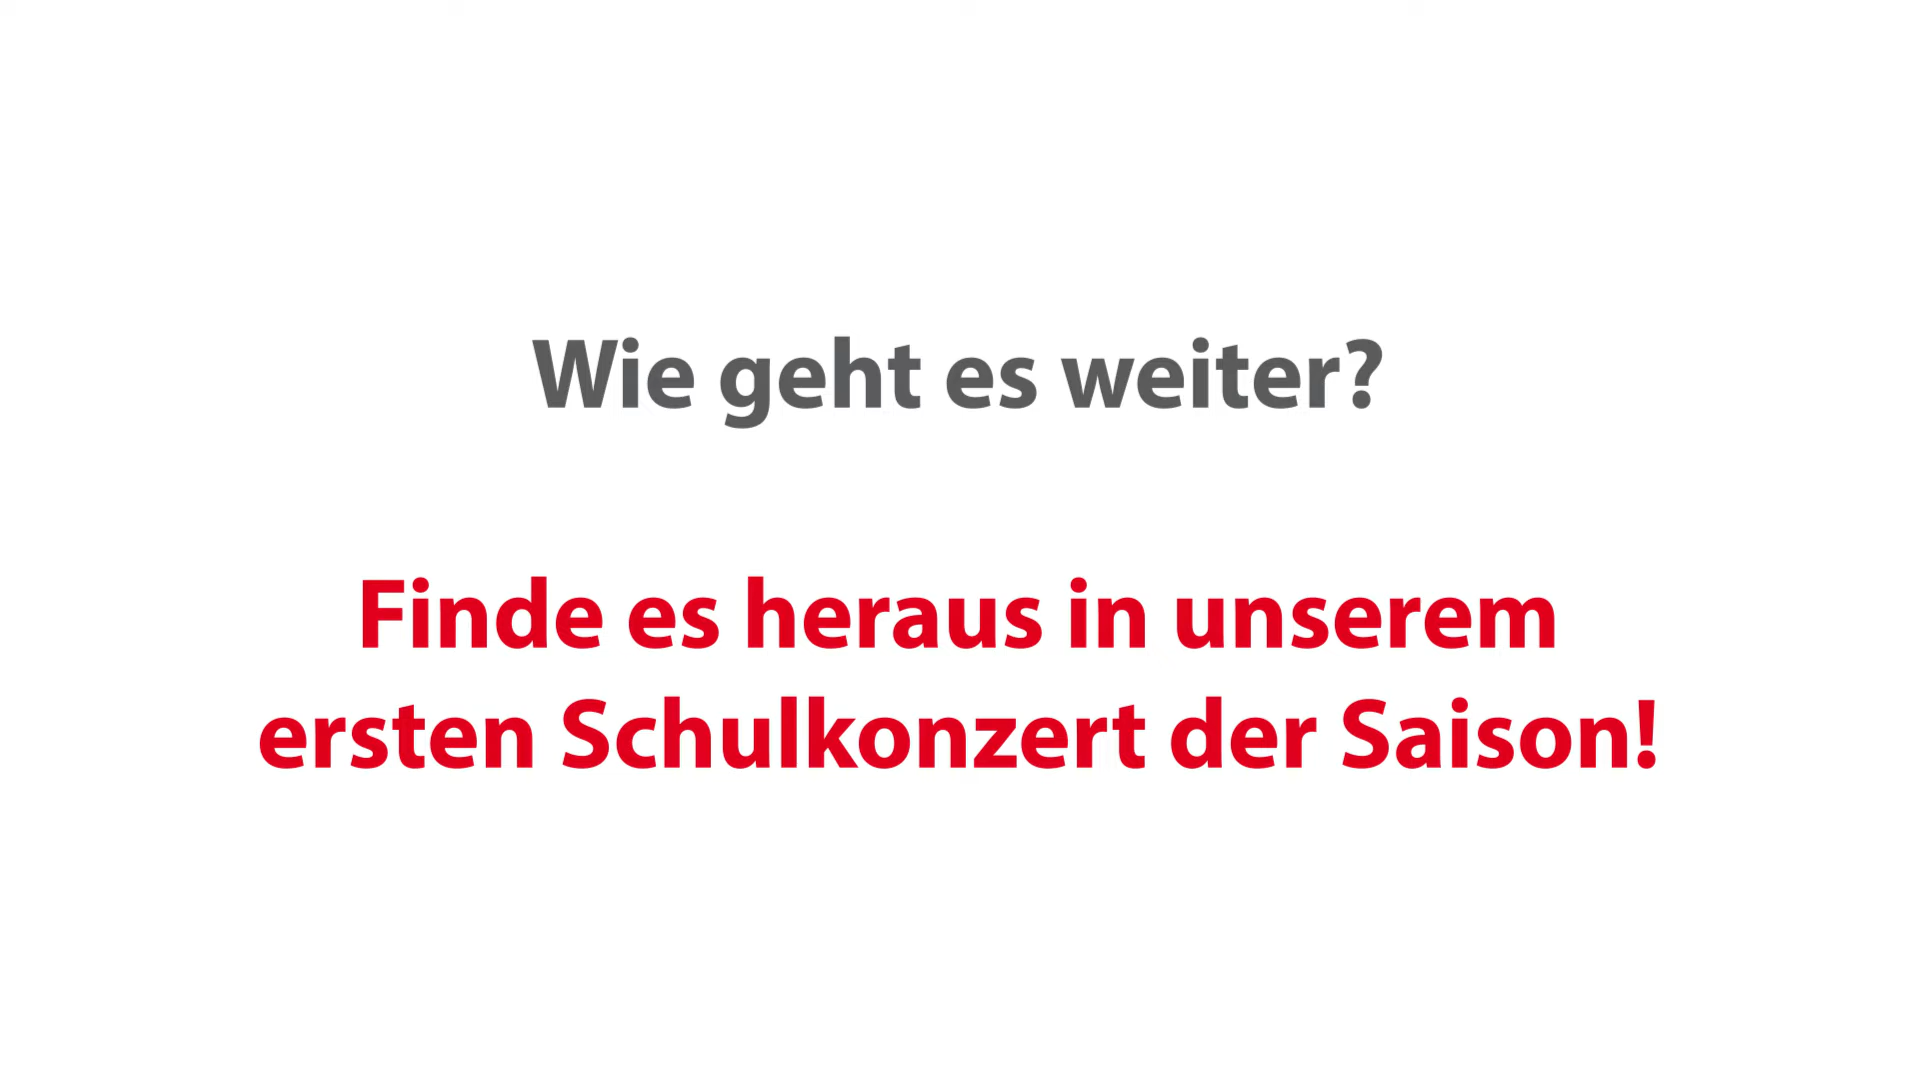 Wie geht es weiter?
Finde es heraus in unserem
ersten Schulkonzert der Saison!